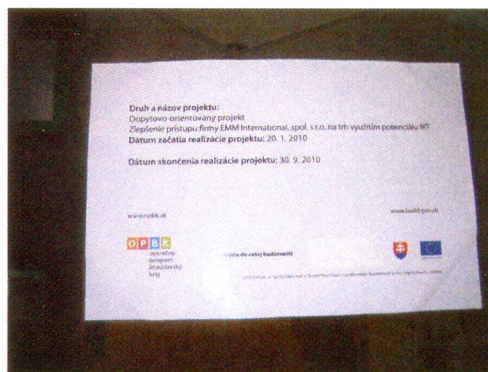 Druh a názov projektu:
Dopytovo-orientovaný projekt
Zlepšenie prístupu firmy EMM International, spol. s r.o. na trh využitím potenciálu IKT
Dátum začatia realizácie projektu: 20. 1. 2010
Dátum skončenia realizácie projektu: 30. 9. 2010
www.opbk.sk
www.build.gov.sk
OPBK
operačný
program
Bratislavský
kraj
vašej budúcnosti